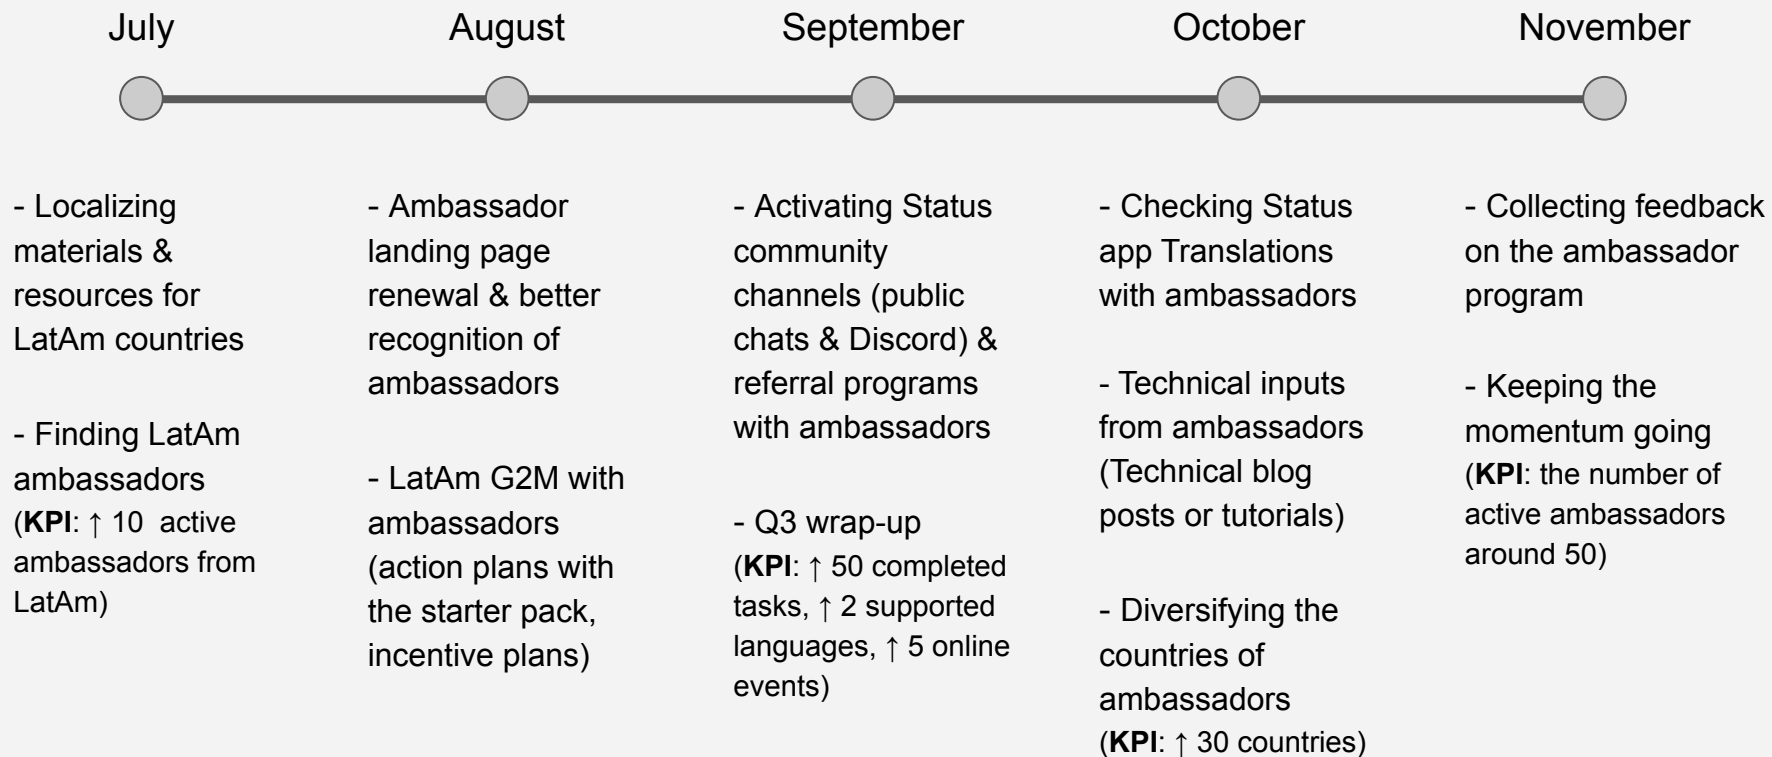 July
August
September
October
November
- Localizing
materials &
resources for
LatAm countries
- Finding LatAm
ambassadors
(KPI: ↑ 10  active
ambassadors from
LatAm)
- Ambassador
landing page
renewal & better
recognition of
ambassadors
- LatAm G2M with
ambassadors
(action plans with
the starter pack,
incentive plans)
- Activating Status
community
channels (public
chats & Discord) &
referral programs
with ambassadors
- Q3 wrap-up
(KPI: ↑ 50 completed
tasks, ↑ 2 supported
languages, ↑ 5 online
events)
- Checking Status
app Translations
with ambassadors
- Technical inputs
from ambassadors
(Technical blog
posts or tutorials)
- Diversifying the
countries of
ambassadors
(KPI: ↑ 30 countries)
- Collecting feedback
on the ambassador
program
- Keeping the
momentum going
(KPI: the number of
active ambassadors
around 50)